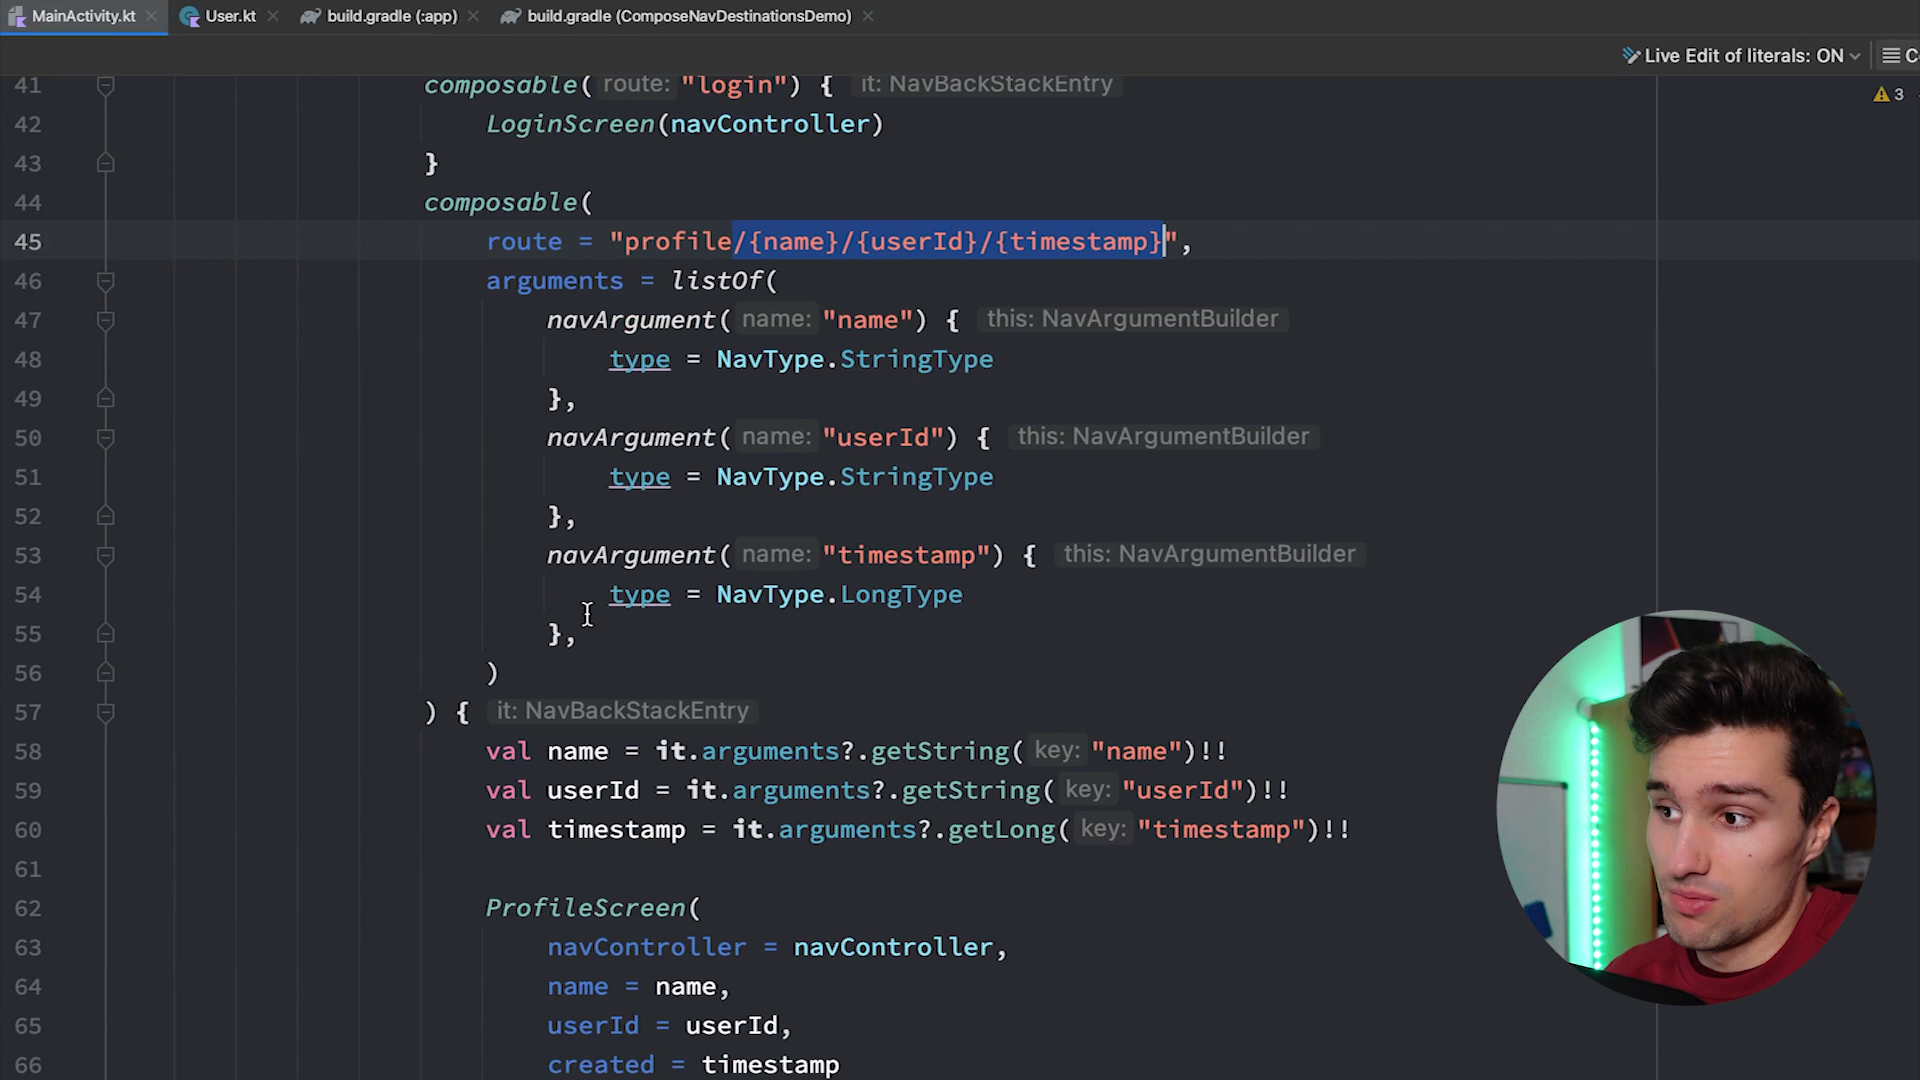 MainActivity.kt User.kt build.gradle (:app) build.gradle (ComposeNavDestinationsDemo)
Live Edit of literals: ON
3
41 composable( route: "login") { it: NavBackStackEntry
42 LoginScreen(navController)
43 }
44 composable(
45 route = "profile/{name}/{userId}/{timestamp}",
46 arguments = listOf(
47 navArgument( name: "name") { this: NavArgumentBuilder
48 type = NavType.StringType
49 },
50 navArgument( name: "userId") { this: NavArgumentBuilder
51 type = NavType.StringType
52 },
53 navArgument( name: "timestamp") { this: NavArgumentBuilder
54 type = NavType.LongType
55 },
56 )
57 ) { it: NavBackStackEntry
58 val name = it.arguments?.getString( key: "name")!!
59 val userId = it.arguments?.getString( key: "userId")!!
60 val timestamp = it.arguments?.getLong( key: "timestamp")!!
61
62 ProfileScreen(
63 navController = navController,
64 name = name,
65 userId = userId,
66 created = timestamp